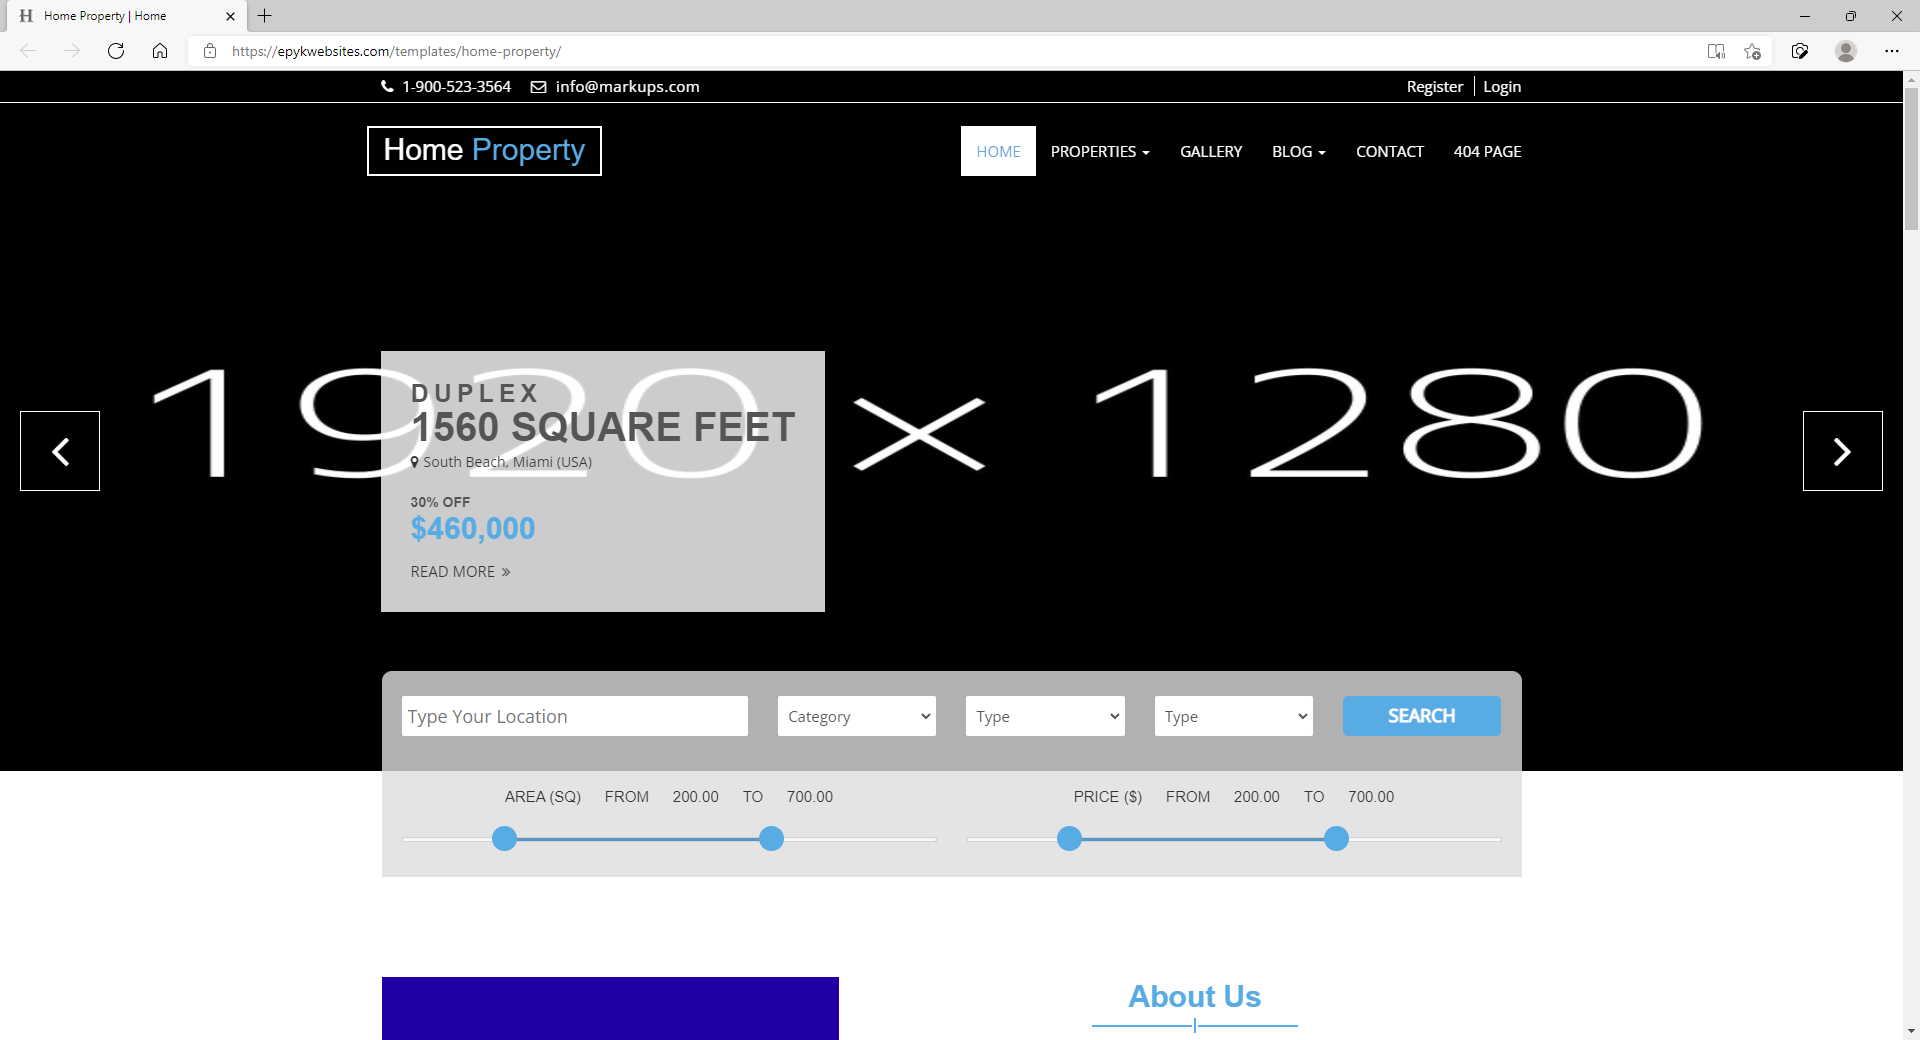 Home Property | Home
https://epykwebsites.com/templates/home-property/
1-900-523-3564 info@markups.com Register Login
Home Property
HOME PROPERTIES GALLERY BLOG CONTACT 404 PAGE
1920 × 1280
DUPLEX
1560 SQUARE FEET
South Beach, Miami (USA)
30% OFF
$460,000
READ MORE »
Type Your Location Category Type Type SEARCH
AREA (SQ) FROM 200.00 TO 700.00 PRICE ($) FROM 200.00 TO 700.00
About Us